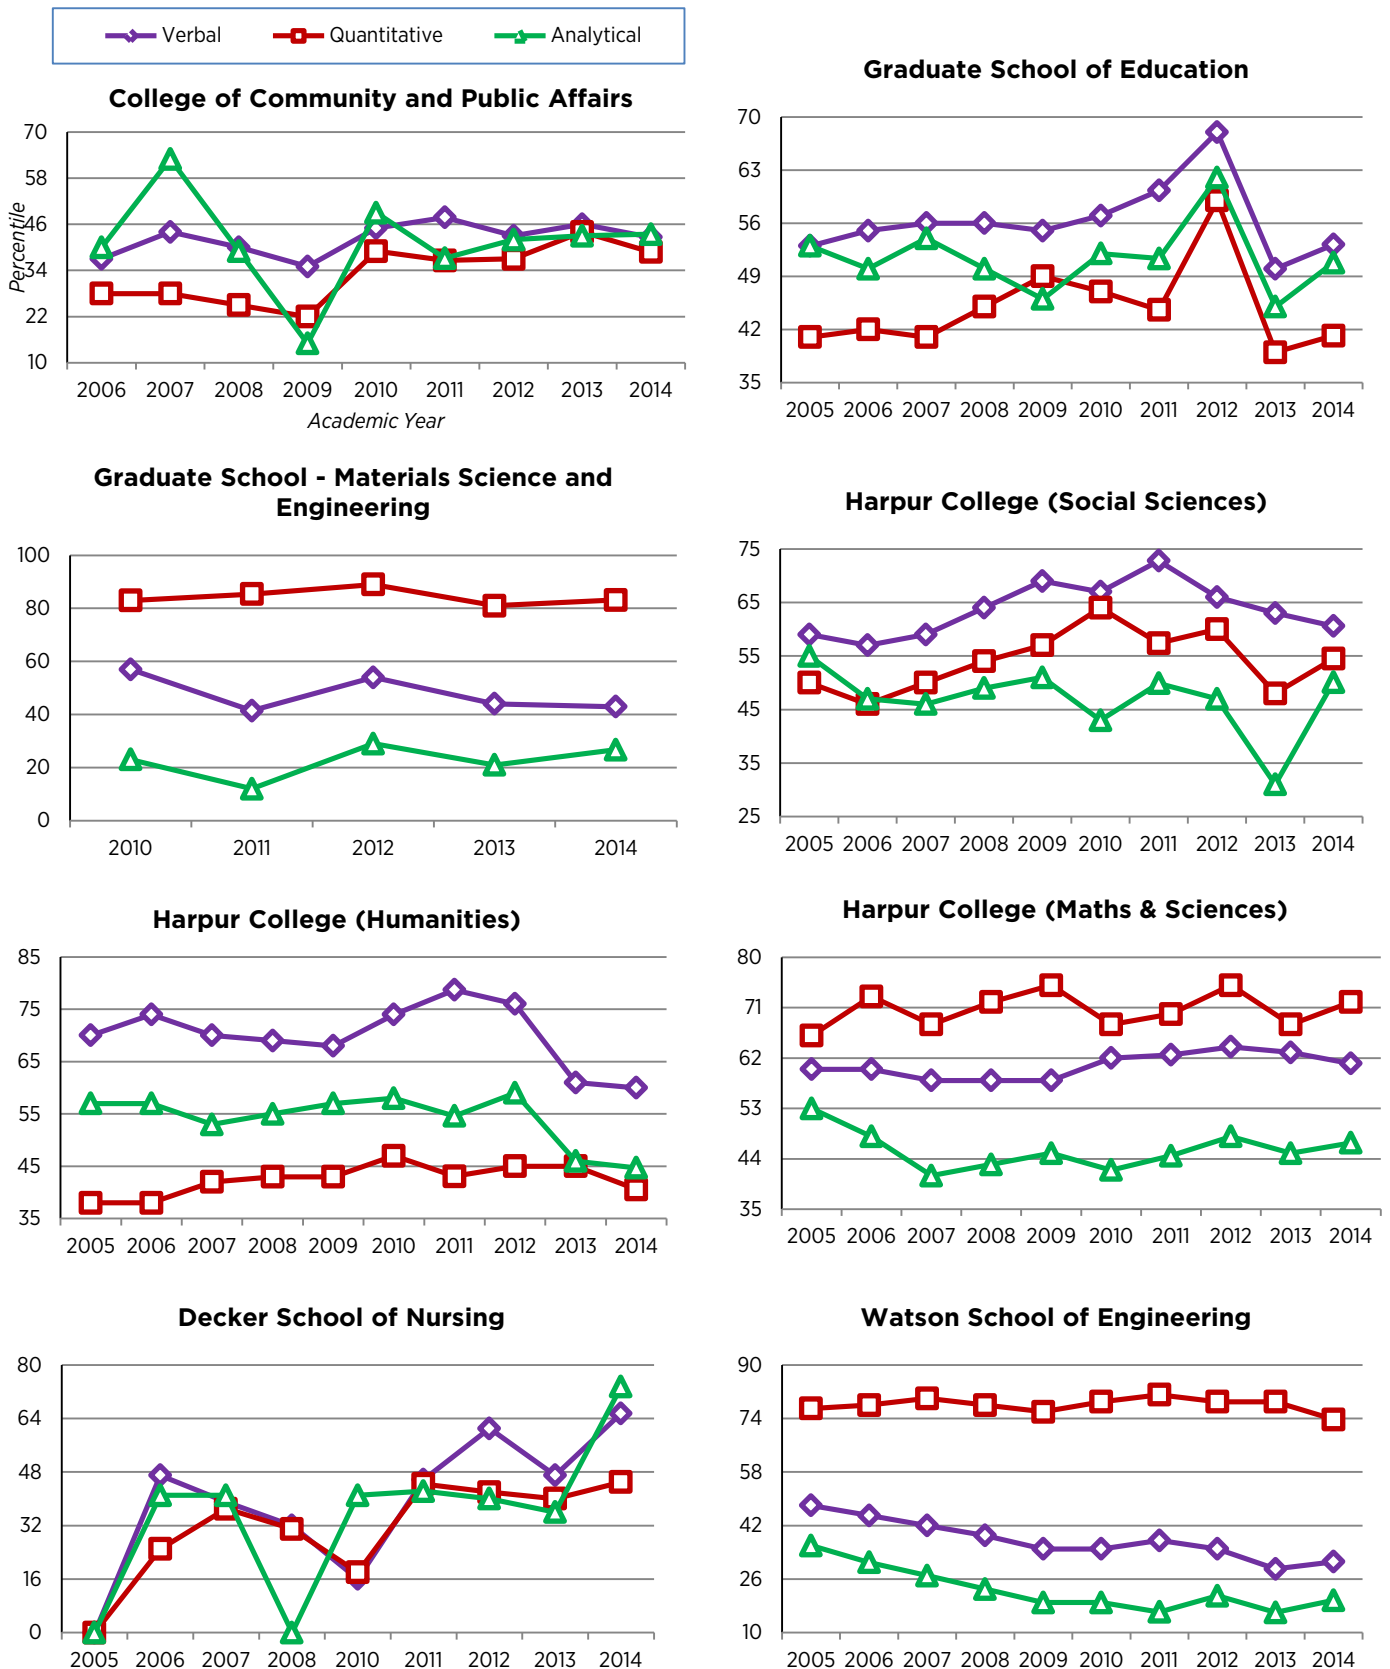 Verbal Quantitative Analytical
College of Community and Public Affairs
70
58
46
34
22
10
Percentile
2006 2007 2008 2009 2010 2011 2012 2013 2014
Academic Year
Graduate School of Education
70
63
56
49
42
35
2005 2006 2007 2008 2009 2010 2011 2012 2013 2014
Graduate School - Materials Science and
Engineering
100
80
60
40
20
0
2010 2011 2012 2013 2014
Harpur College (Social Sciences)
75
65
55
45
35
25
2005 2006 2007 2008 2009 2010 2011 2012 2013 2014
Harpur College (Humanities)
85
75
65
55
45
35
2005 2006 2007 2008 2009 2010 2011 2012 2013 2014
Harpur College (Maths & Sciences)
80
71
62
53
44
35
2005 2006 2007 2008 2009 2010 2011 2012 2013 2014
Decker School of Nursing
80
64
48
32
16
0
2005 2006 2007 2008 2010 2011 2012 2013 2014
Watson School of Engineering
90
74
58
42
26
10
2005 2006 2007 2008 2009 2010 2011 2012 2013 2014